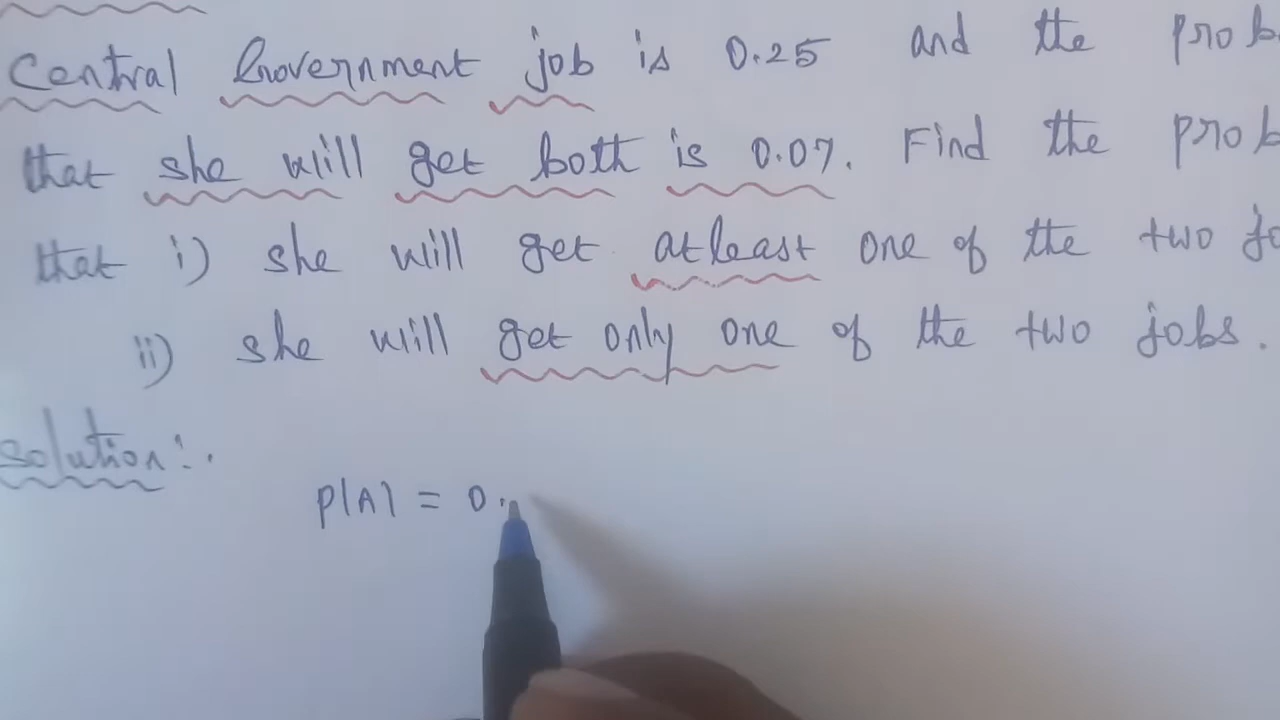 Central Government job is 0.25 and the prob
that she will get both is 0.07. Find the prob
that i) she will get atleast one of the two jo
ii) she will get only one of the two jobs.
Solution:.
P(A) = 0.